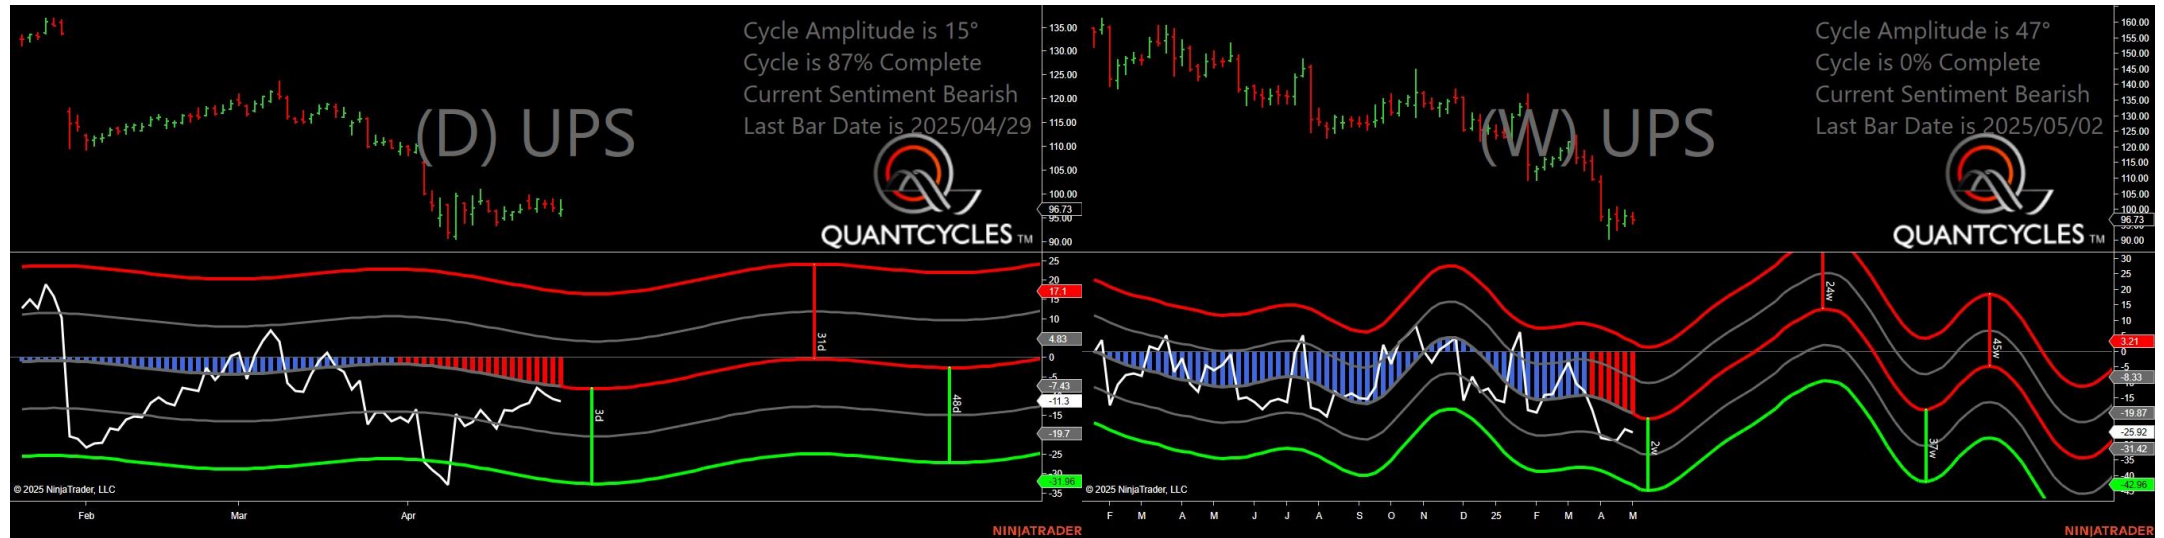 Cycle Amplitude is 15°
Cycle is 87% Complete
Current Sentiment Bearish
Last Bar Date is 2025/04/29
(D) UPS
QUANTCYCLES TM
135.00
130.00
125.00
120.00
115.00
110.00
105.00
100.00
96.73
95.00
90.00
25
20
17.1
15
10
4.83
0
-5
-7.43
-11.3
-15
-19.7
-25
-30
-31.96
-35
31d
3d
48d
© 2025 NinjaTrader, LLC
Feb
Mar
Apr
NINJATRADER
Cycle Amplitude is 47°
Cycle is 0% Complete
Current Sentiment Bearish
Last Bar Date is 2025/05/02
(W) UPS
QUANTCYCLES TM
160.00
155.00
150.00
145.00
140.00
135.00
130.00
125.00
120.00
115.00
110.00
105.00
100.00
96.73
90.00
30
25
20
15
10
3.21
0
-5
-8.33
-15
-19.87
-25.92
-31.42
-35
-40
-42.96
24w
45w
2w
37w
© 2025 NinjaTrader, LLC
F M A M J J A S O N D 25 F M A M
NINJATRADER